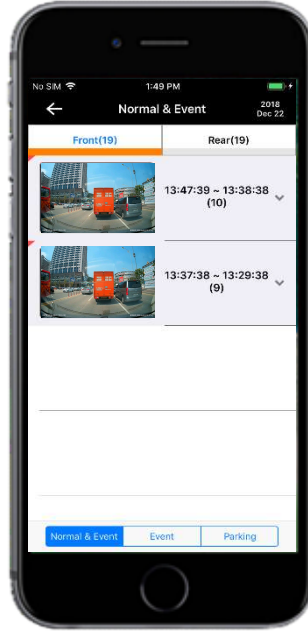 No SIM 1:49 PM
Normal & Event
2018
Dec 22
Front(19) Rear(19)
13:47:39 ~ 13:38:38
(10)
13:37:38 ~ 13:29:38
(9)
Normal & Event Event Parking